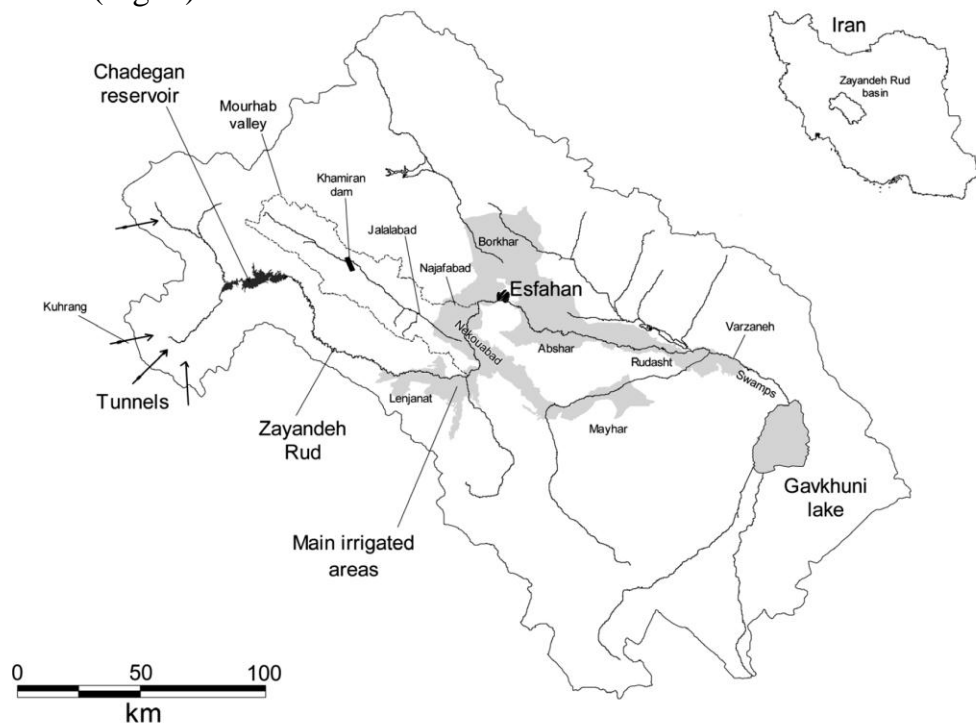 Iran
Zayandeh Rud
basin
Chadegan
reservoir
Mourhab
valley
Khamiran
dam
Jalalabad
Najafabad
Borkhar
Esfahan
Kuhrang
Nekouabad
Abshar
Rudasht
Varzaneh
Swamps
Tunnels
Lenjanat
Zayandeh
Rud
Mayhar
Gavkhuni
lake
Main irrigated
areas
0 50 100
km